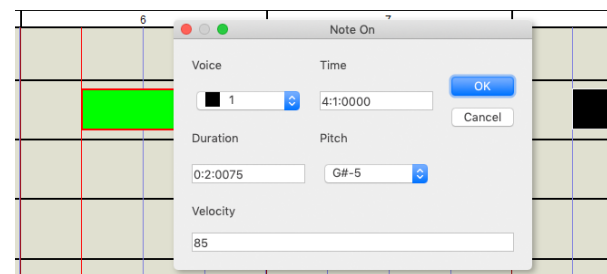 6
7
Note On
Voice Time
1 4:1:0000
OK
Cancel
Duration Pitch
0:2:0075 G#-5
Velocity
85